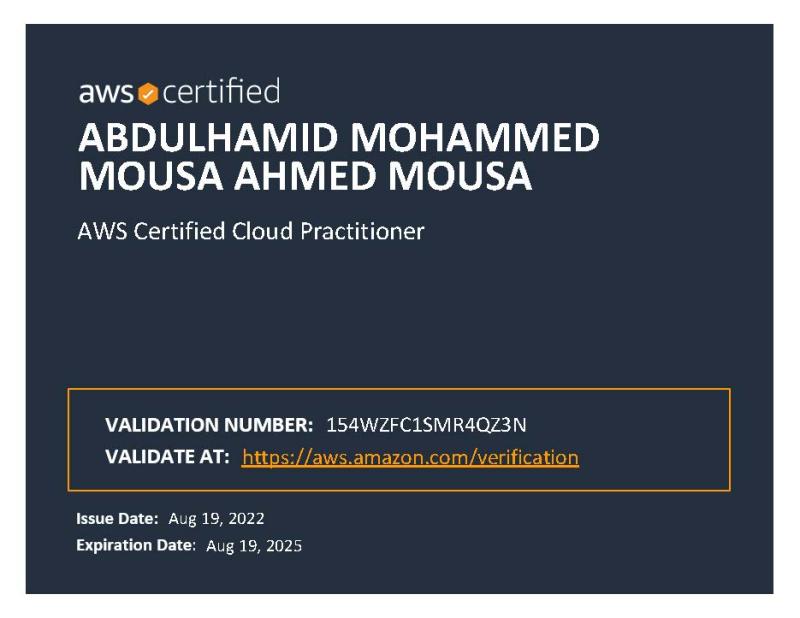 aws certified
ABDULHAMID MOHAMMED
MOUSA AHMED MOUSA
AWS Certified Cloud Practitioner
VALIDATION NUMBER: 154WZFC1SMR4QZ3N
VALIDATE AT: https://aws.amazon.com/verification
Issue Date: Aug 19, 2022
Expiration Date: Aug 19, 2025